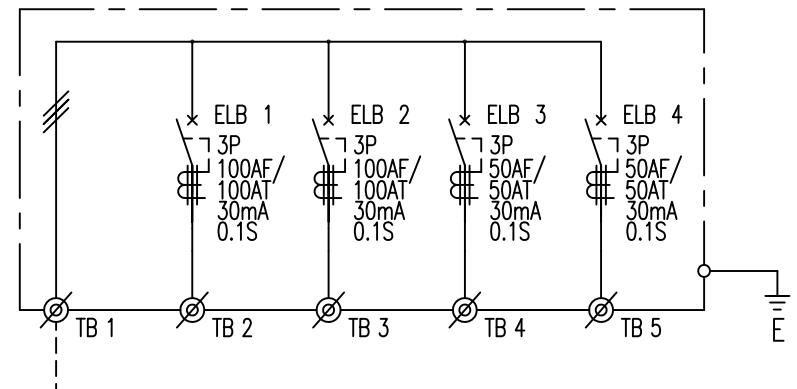 ELB 1
3P
100AF/
100AT
30mA
0.1S
ELB 2
3P
100AF/
100AT
30mA
0.1S
ELB 3
3P
50AF/
50AT
30mA
0.1S
ELB 4
3P
50AF/
50AT
30mA
0.1S
TB 1
TB 2
TB 3
TB 4
TB 5
E